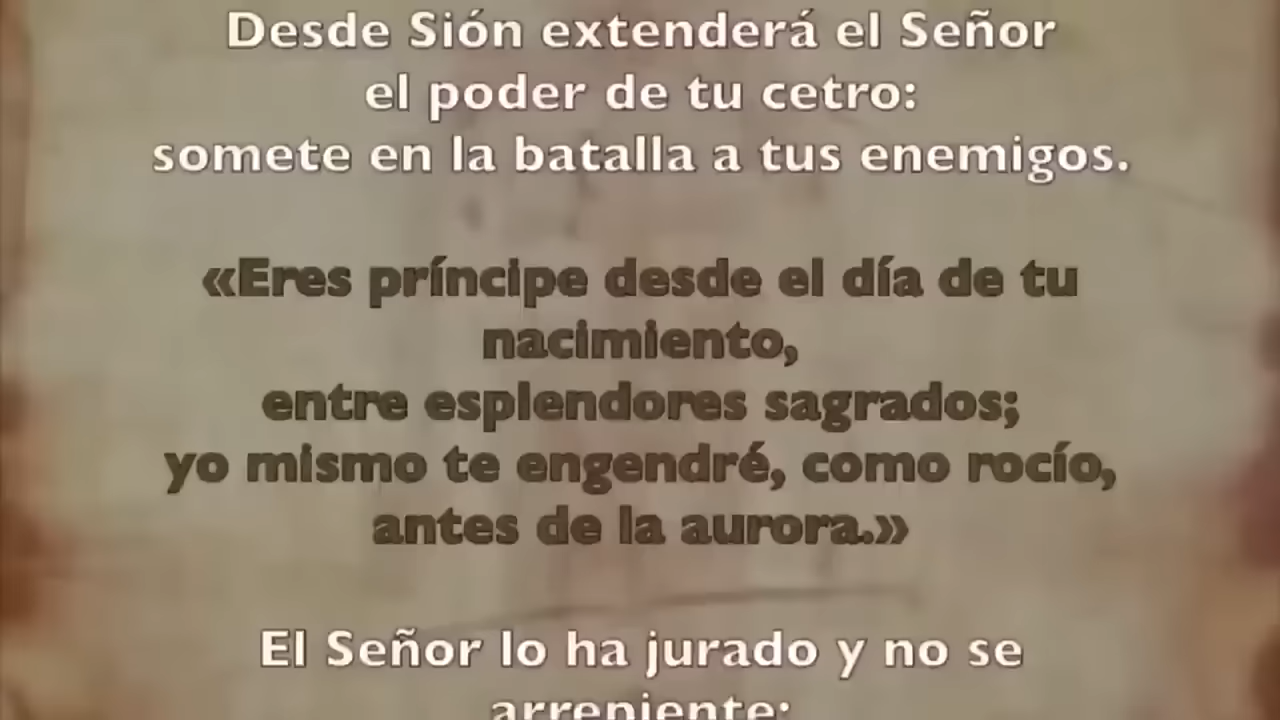 Desde Sión extenderá el Señor
el poder de tu cetro:
somete en la batalla a tus enemigos.
«Eres príncipe desde el día de tu
nacimiento,
entre esplendores sagrados;
yo mismo te engendré, como rocío,
antes de la aurora.»
El Señor lo ha jurado y no se
arrepiente: